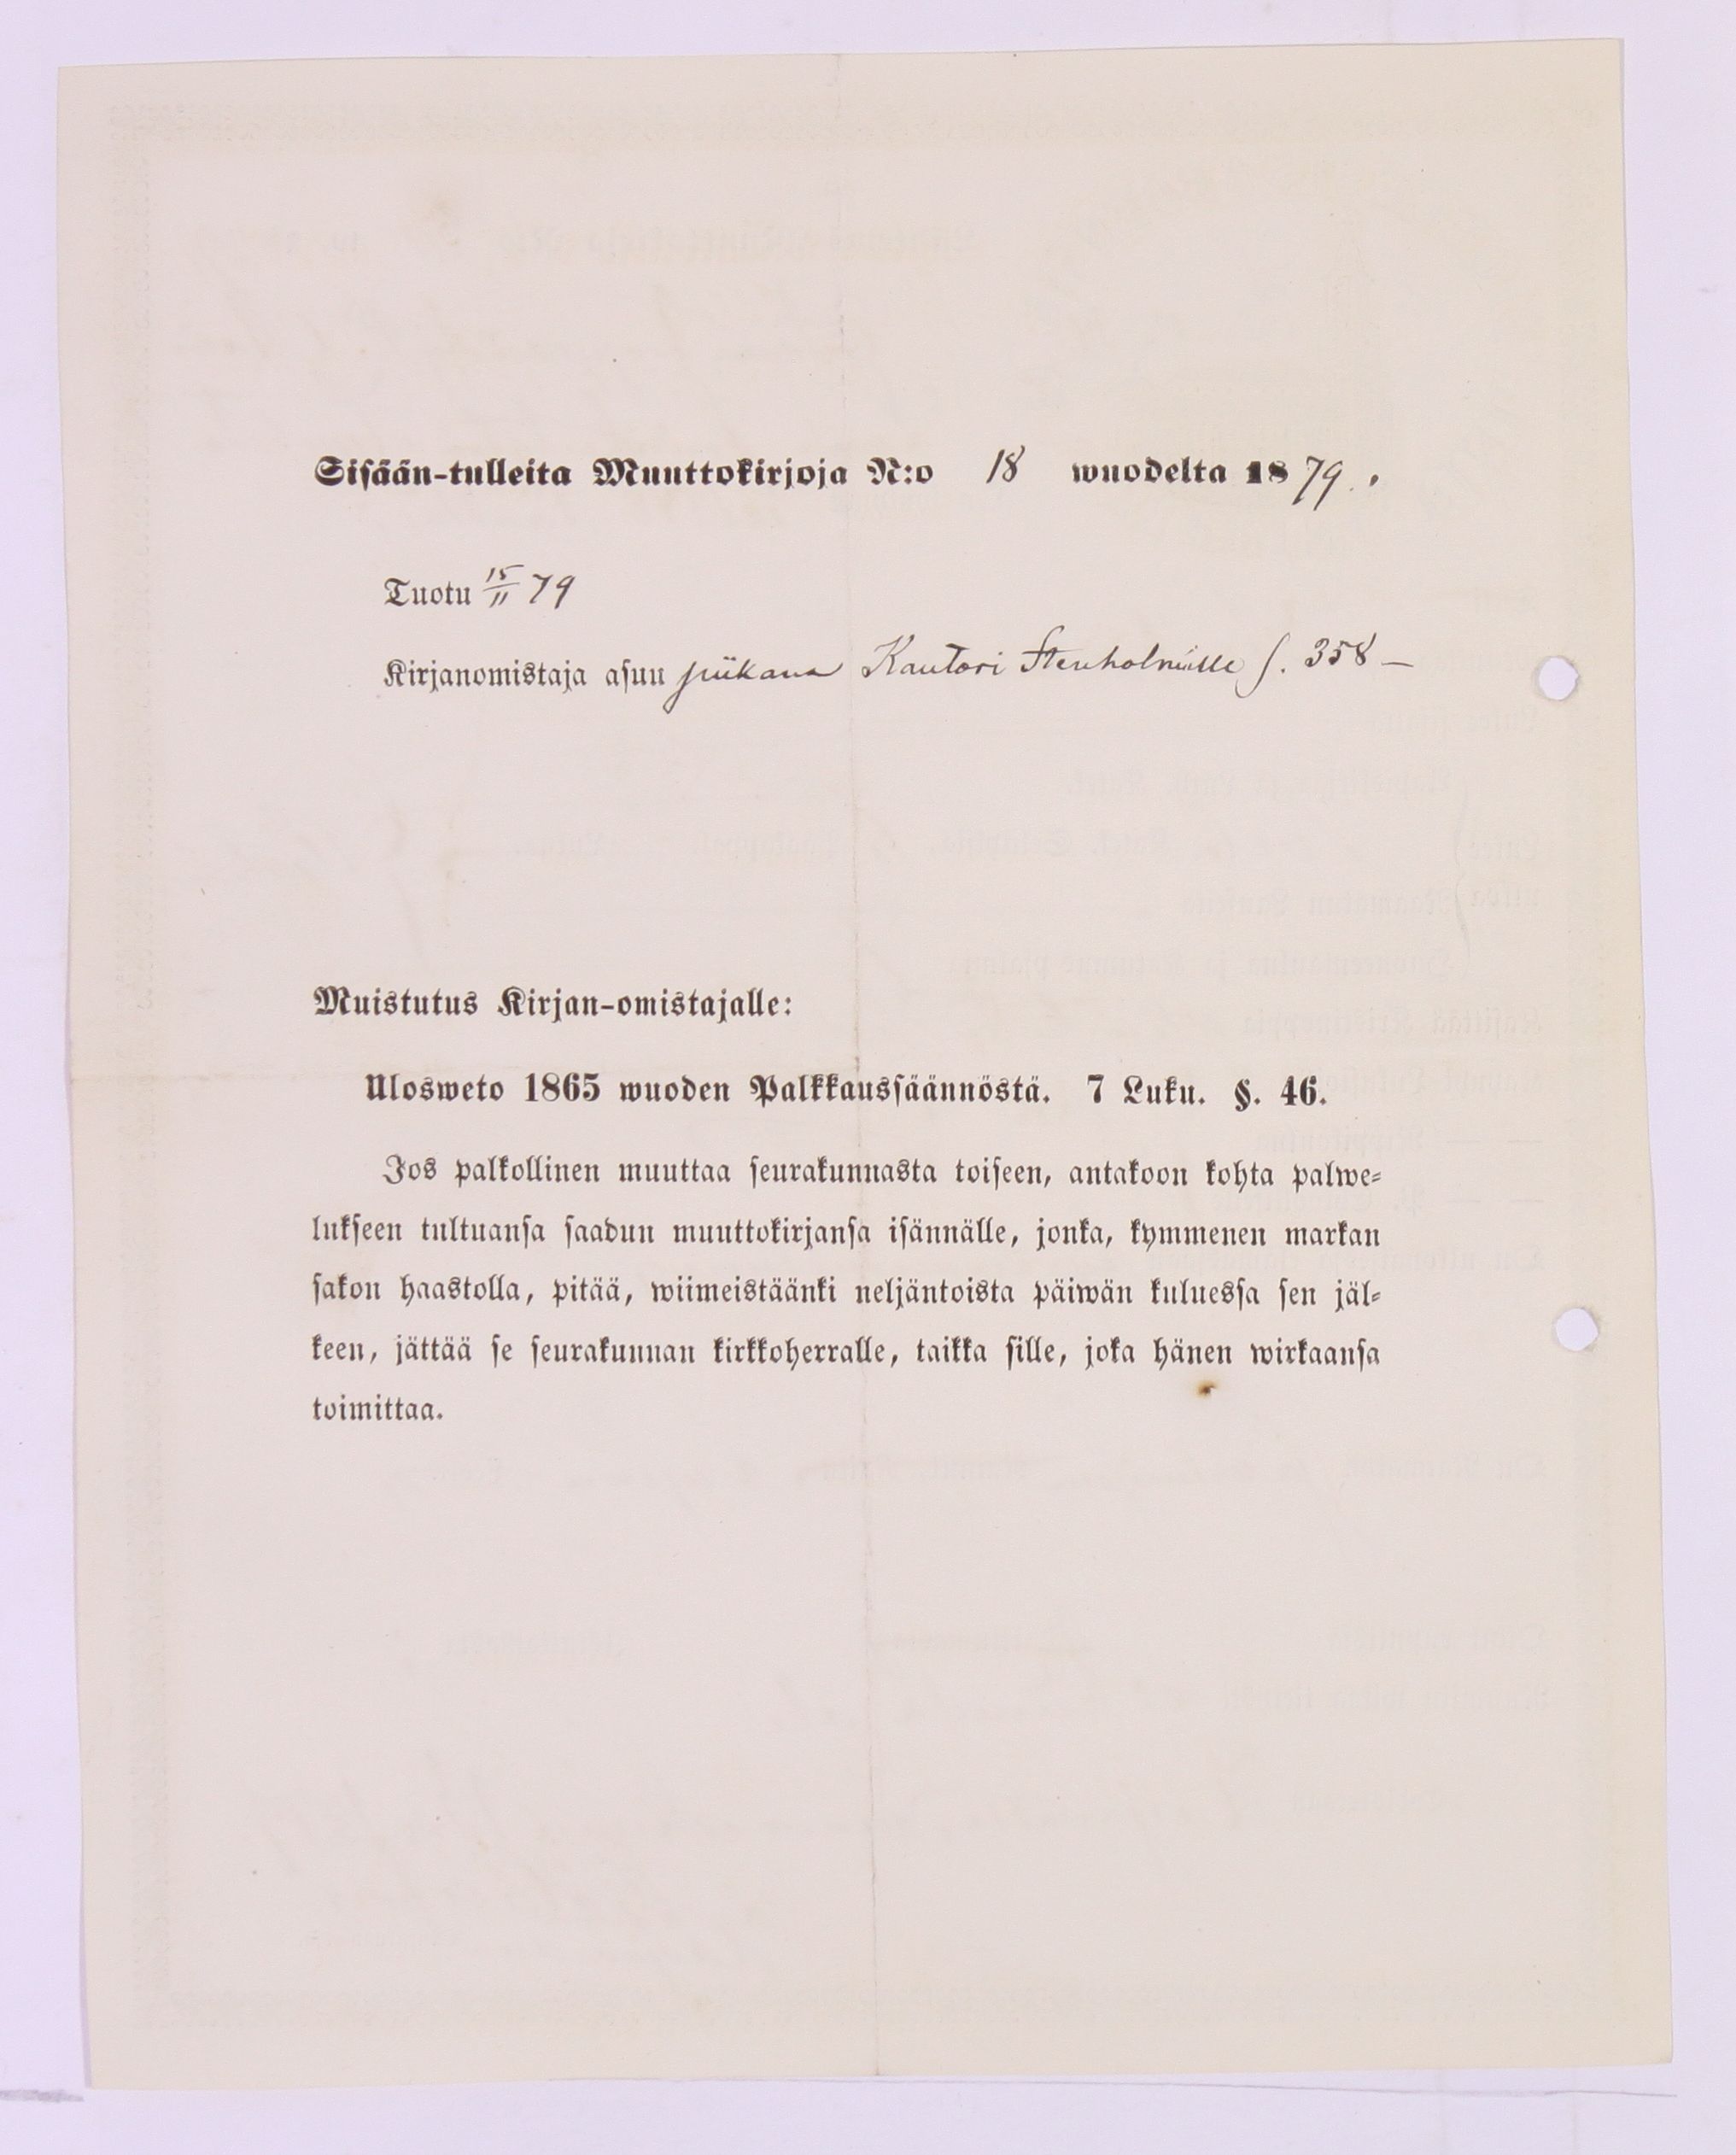 Sisään-tulleita Muuttokirjoja N:o 18 wuodelta 1879.
Tuotu 15/11 79
Kirjanomistaja asuu piikana Kantori Stenholmille s. 358 —
Muistutus Kirjan-omistajalle:
Ulosweto 1865 wuoden Palkkaussäännöstä. 7 Luku. §. 46.
Jos palkollinen muuttaa seurakunnasta toiseen, antakoon kohta palwe-
lukseen tultuansa saadun muuttokirjansa isännälle, jonka, kymmenen markan
sakon haastolla, pitää, wiimeistäänki neljäntoista päiwän kuluessa sen jäl-
keen, jättää se seurakunnan kirkkoherralle, taikka sille, joka hänen wirkaansa
toimittaa.